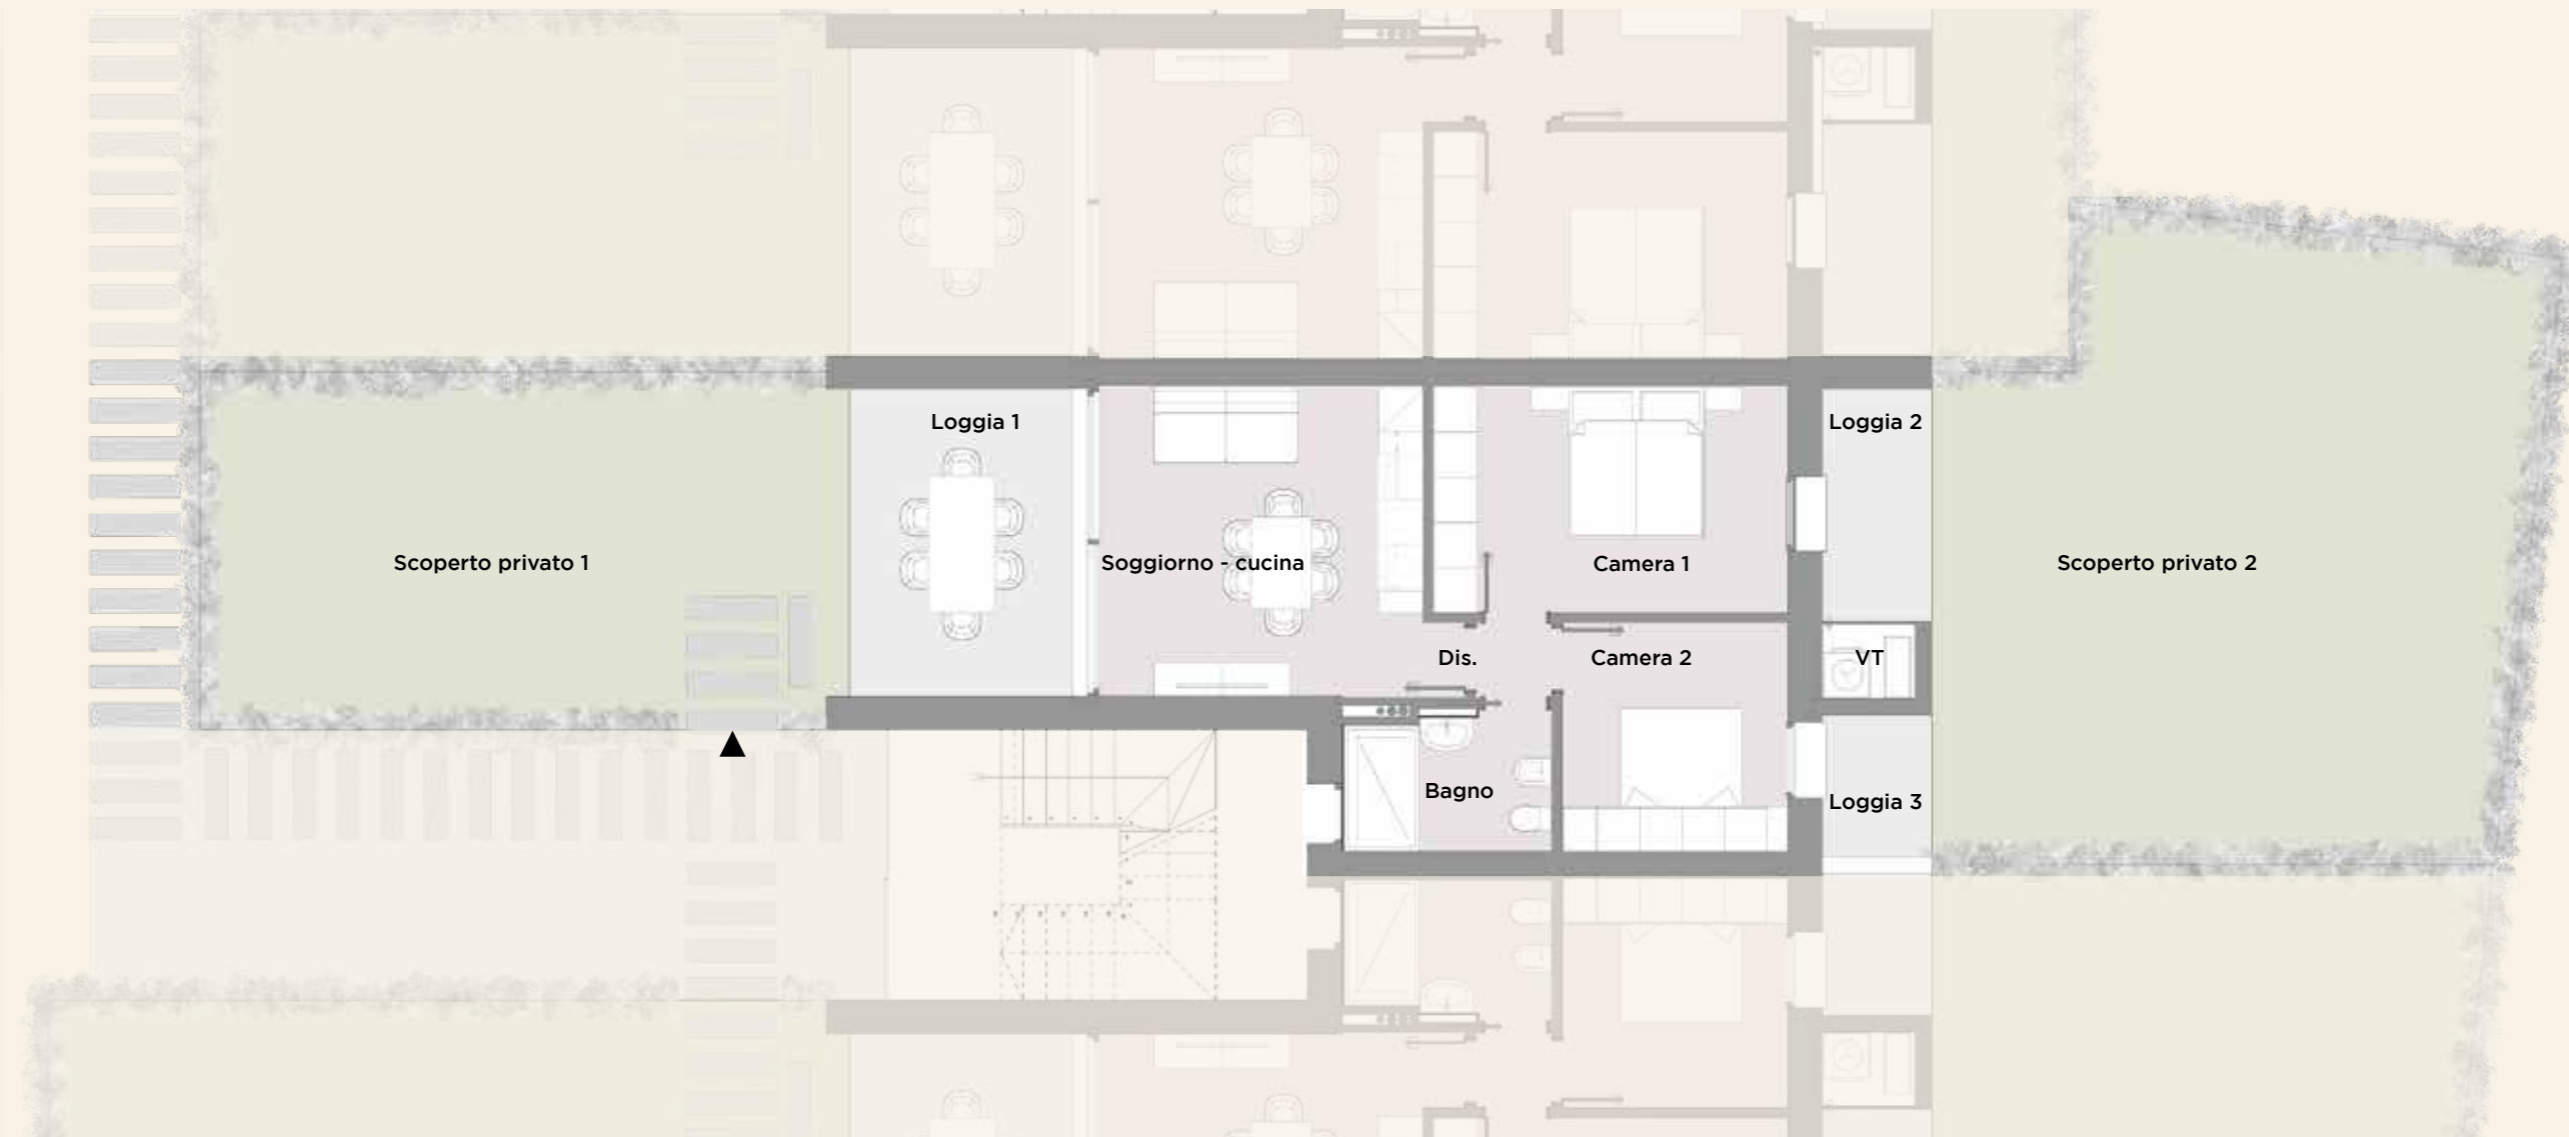 Loggia 1
Loggia 2
Scoperto privato 1
Soggiorno - cucina
Camera 1
Scoperto privato 2
Dis.
Camera 2
VT
Bagno
Loggia 3